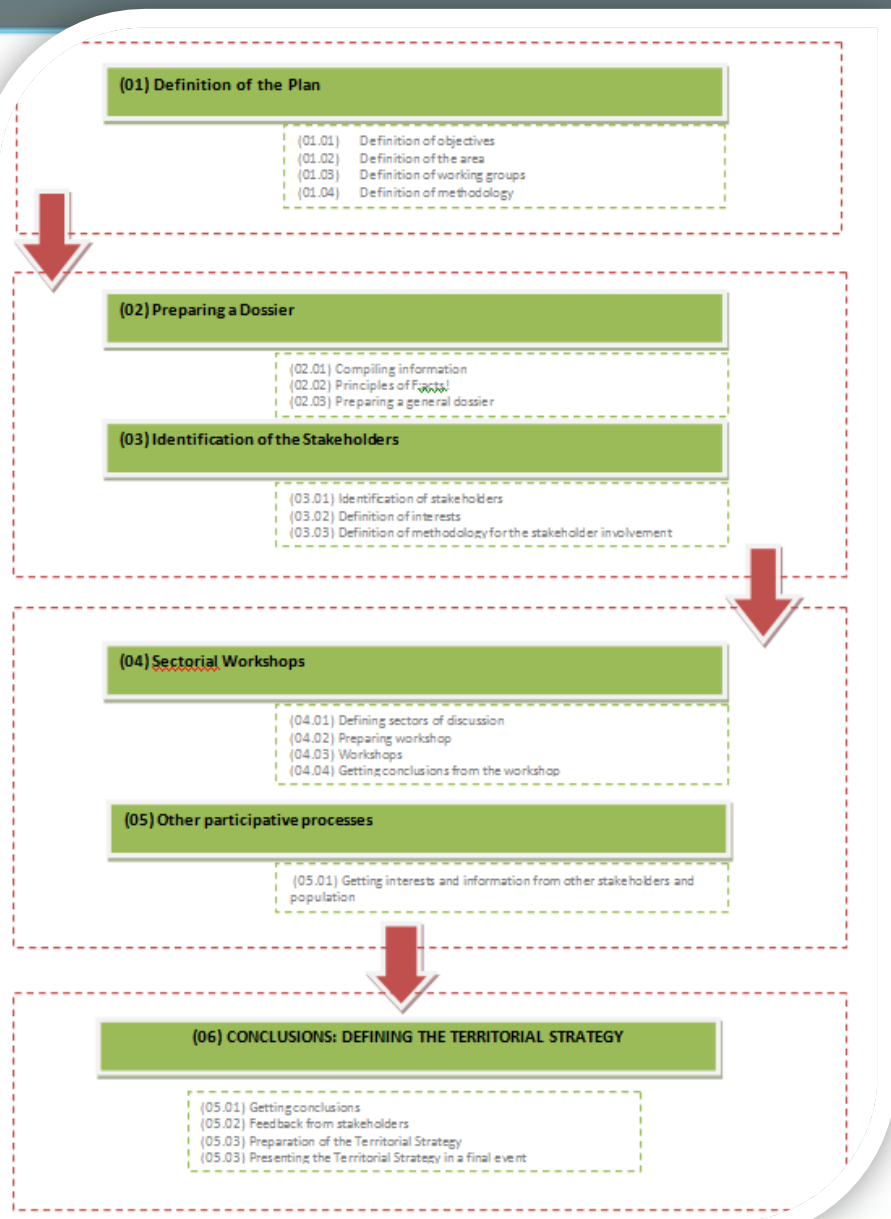 (01) Definition of the Plan
(01.01) Definition of objectives
(01.02) Definition of the area
(01.03) Definition of working groups
(01.04) Definition of methodology
(02) Preparing a Dossier
(02.01) Compiling information
(02.02) Principles of Fracts!
(02.03) Preparing a general dossier
(03) Identification of the Stakeholders
(03.01) Identification of stakeholders
(03.02) Definition of interests
(03.03) Definition of methodology for the stakeholder involvement
(04) Sectorial Workshops
(04.01) Defining sectors of discussion
(04.02) Preparing workshop
(04.03) Workshops
(04.04) Getting conclusions from the workshop
(05) Other participative processes
(05.01) Getting interests and information from other stakeholders and
population
(06) CONCLUSIONS: DEFINING THE TERRITORIAL STRATEGY
(05.01) Getting conclusions
(05.02) Feedback from stakeholders
(05.03) Preparation of the Territorial Strategy
(05.03) Presenting the Territorial Strategy in a final event